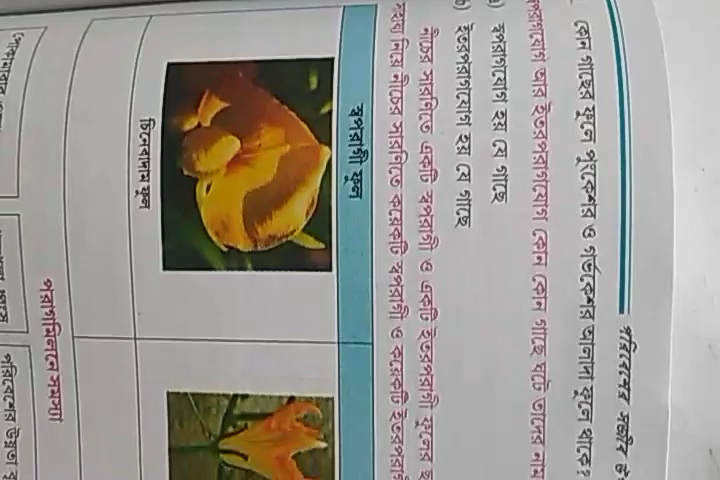 পরিবেশের সজীব উ
কোন গাছের ফুলে পুংকেশর ও গর্ভকেশর আলাদা ফুলে থাকে?
স্বপরাগযোগ আর ইতরপরাগযোগ কোন কোন গাছে ঘটে তাদের নাম
স্বপরাগযোগ হয় যে গাছে
b) ইতরপরাগযোগ হয় যে গাছে
নীচের সারণিতে একটি স্বপরাগী ও একটি ইতরপরাগী ফুলের ছ
সাহায্য নিয়ে নীচের সারণিতে কয়েকটি স্বপরাগী ও কয়েকটি ইতরপরাগী
স্বপরাগী ফুল
চিনেবাদাম ফুল
পরাগমিলনে সমস্যা
পরিবেশের উষ্ণতা বৃ